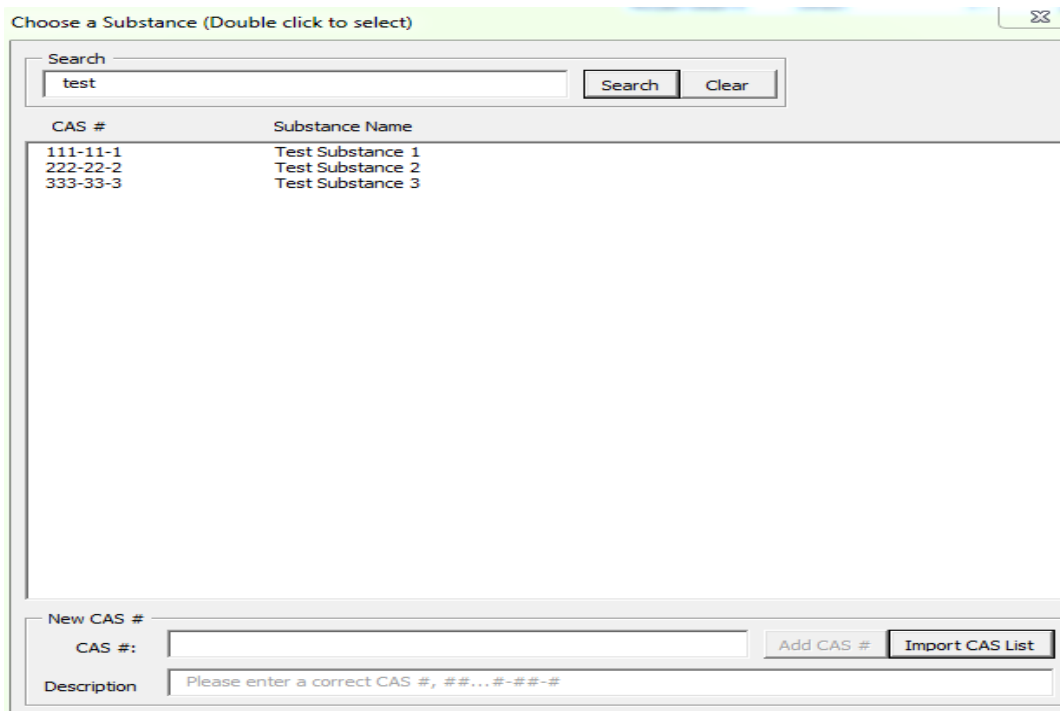 Choose a Substance (Double click to select)
Search
test
Search Clear
CAS # Substance Name
111-11-1 Test Substance 1
222-22-2 Test Substance 2
333-33-3 Test Substance 3
New CAS #
CAS #: Add CAS # Import CAS List
Description Please enter a correct CAS #, ##...#-##-#